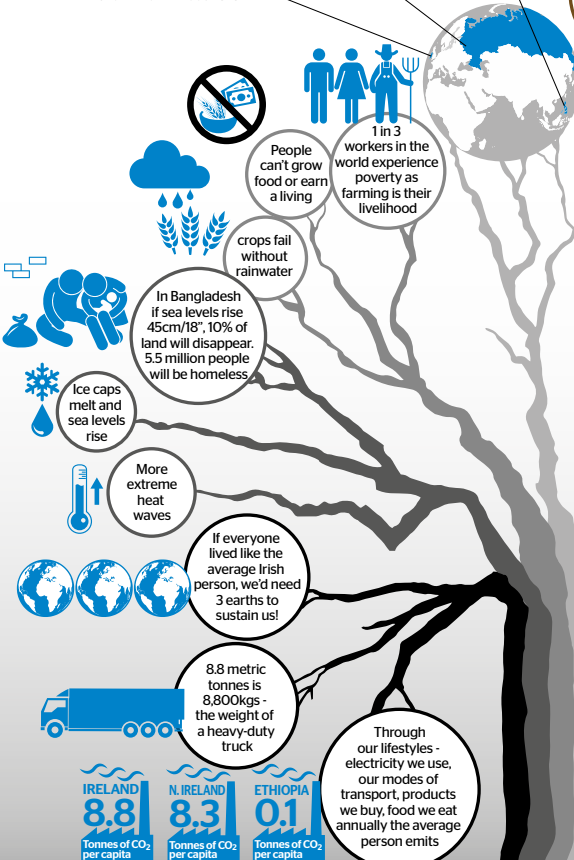 1 in 3
workers in the
world experience
poverty as
farming is their
livelihood
People
can't grow
food or earn
a living
crops fail
without
rainwater
In Bangladesh
if sea levels rise
45cm/18”, 10% of
land will disappear.
5.5 million people
will be homeless
Ice caps
melt and
sea levels
rise
More
extreme
heat
waves
If everyone
lived like the
average Irish
person, we'd need
3 earths to
sustain us!
8.8 metric
tonnes is
8,800kgs -
the weight of
a heavy-duty
truck
Through
our lifestyles -
electricity we use,
our modes of
transport, products
we buy, food we eat
annually the average
person emits
IRELAND
8.8
Tonnes of CO₂
per capita
N. IRELAND
8.3
Tonnes of CO₂
per capita
ETHIOPIA
0.1
Tonnes of CO₂
per capita